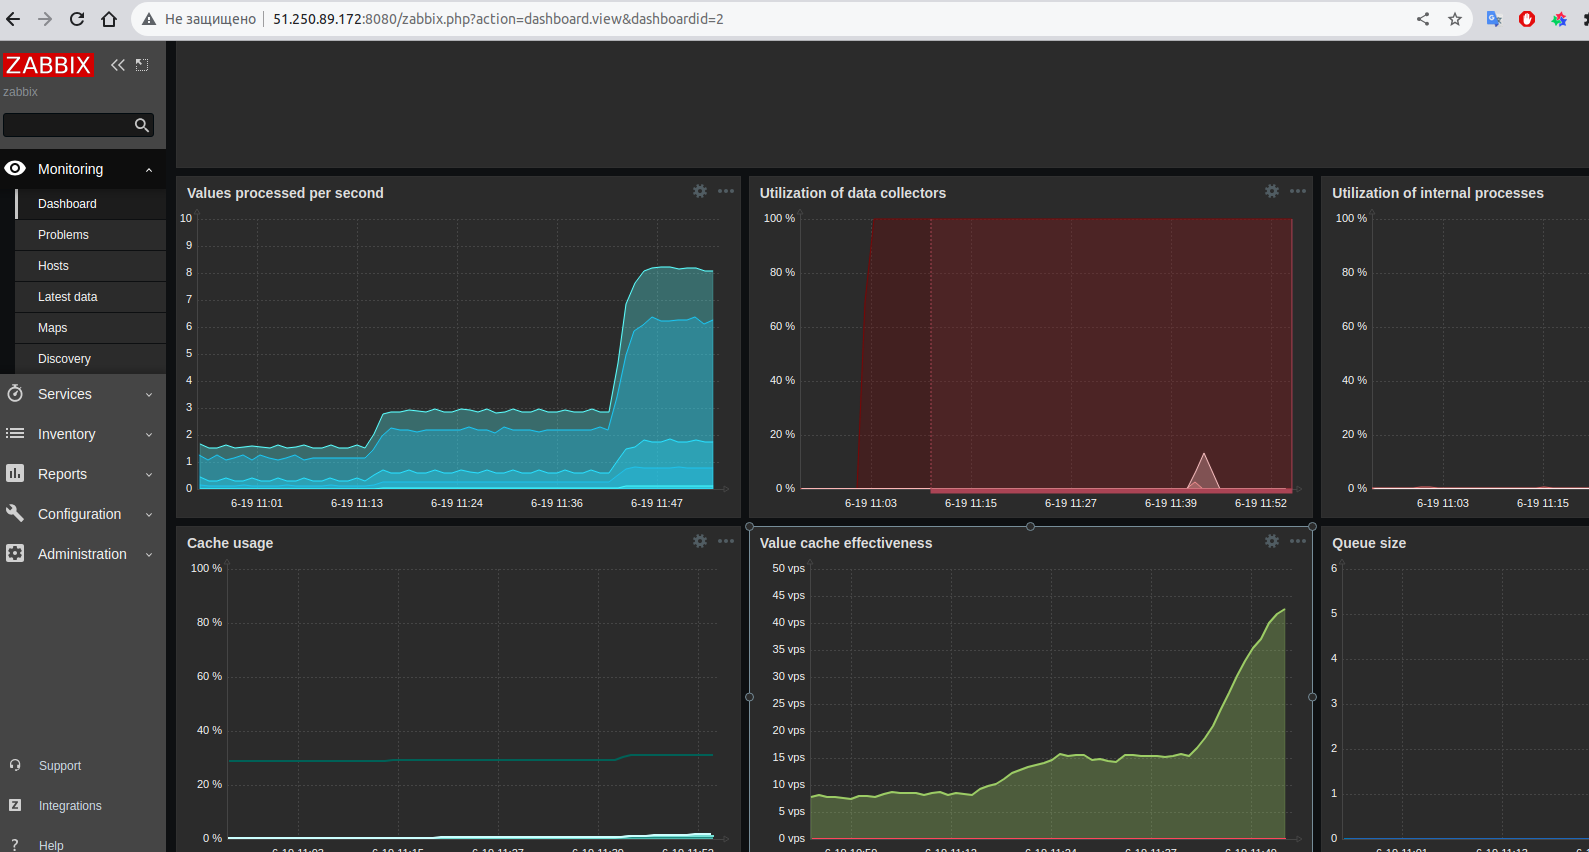 Не защищено 51.250.89.172:8080/zabbix.php?action=dashboard.view&dashboardid=2
ZABBIX
zabbix
Monitoring
Dashboard
Problems
Hosts
Latest data
Maps
Discovery
Services
Inventory
Reports
Configuration
Administration
Support
Integrations
Help
Values processed per second
10
9
8
7
6
5
4
3
2
1
0
6-19 11:01 6-19 11:13 6-19 11:24 6-19 11:36 6-19 11:47
Utilization of data collectors
100 %
80 %
60 %
40 %
20 %
0 %
6-19 11:03 6-19 11:15 6-19 11:27 6-19 11:39 6-19 11:52
Utilization of internal processes
100 %
80 %
60 %
40 %
20 %
0 %
6-19 11:03 6-19 11:15
Cache usage
100 %
80 %
60 %
40 %
20 %
0 %
Value cache effectiveness
50 vps
45 vps
40 vps
35 vps
30 vps
25 vps
20 vps
15 vps
10 vps
5 vps
0 vps
Queue size
6
5
4
3
2
1
0